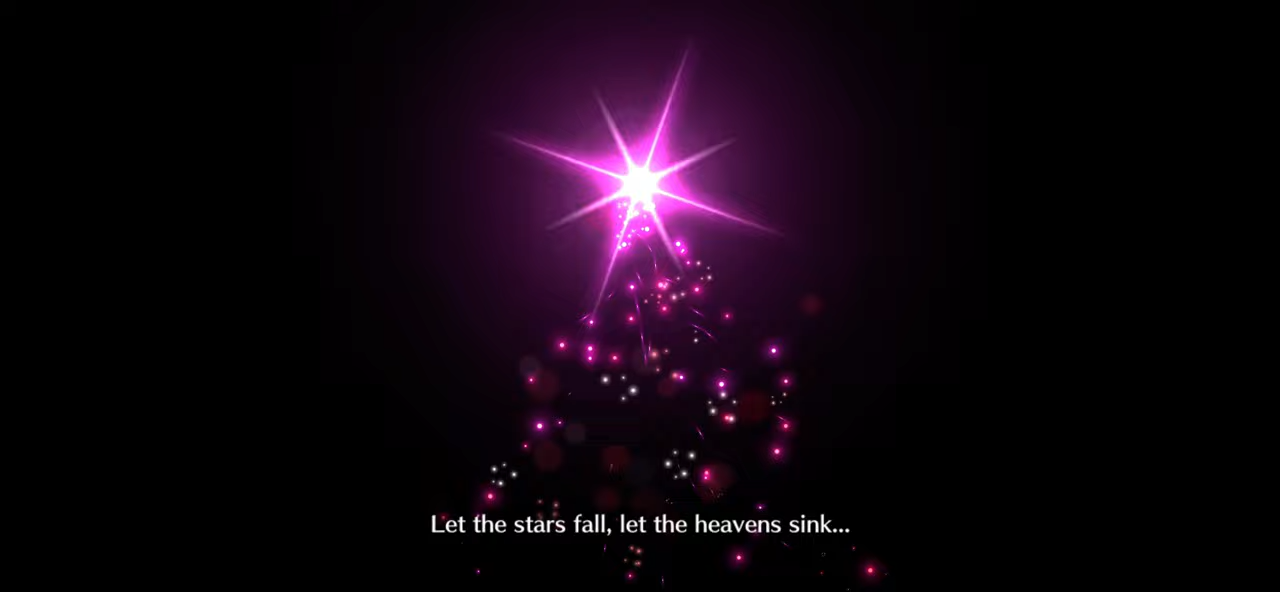 Let the stars fall, let the heavens sink...